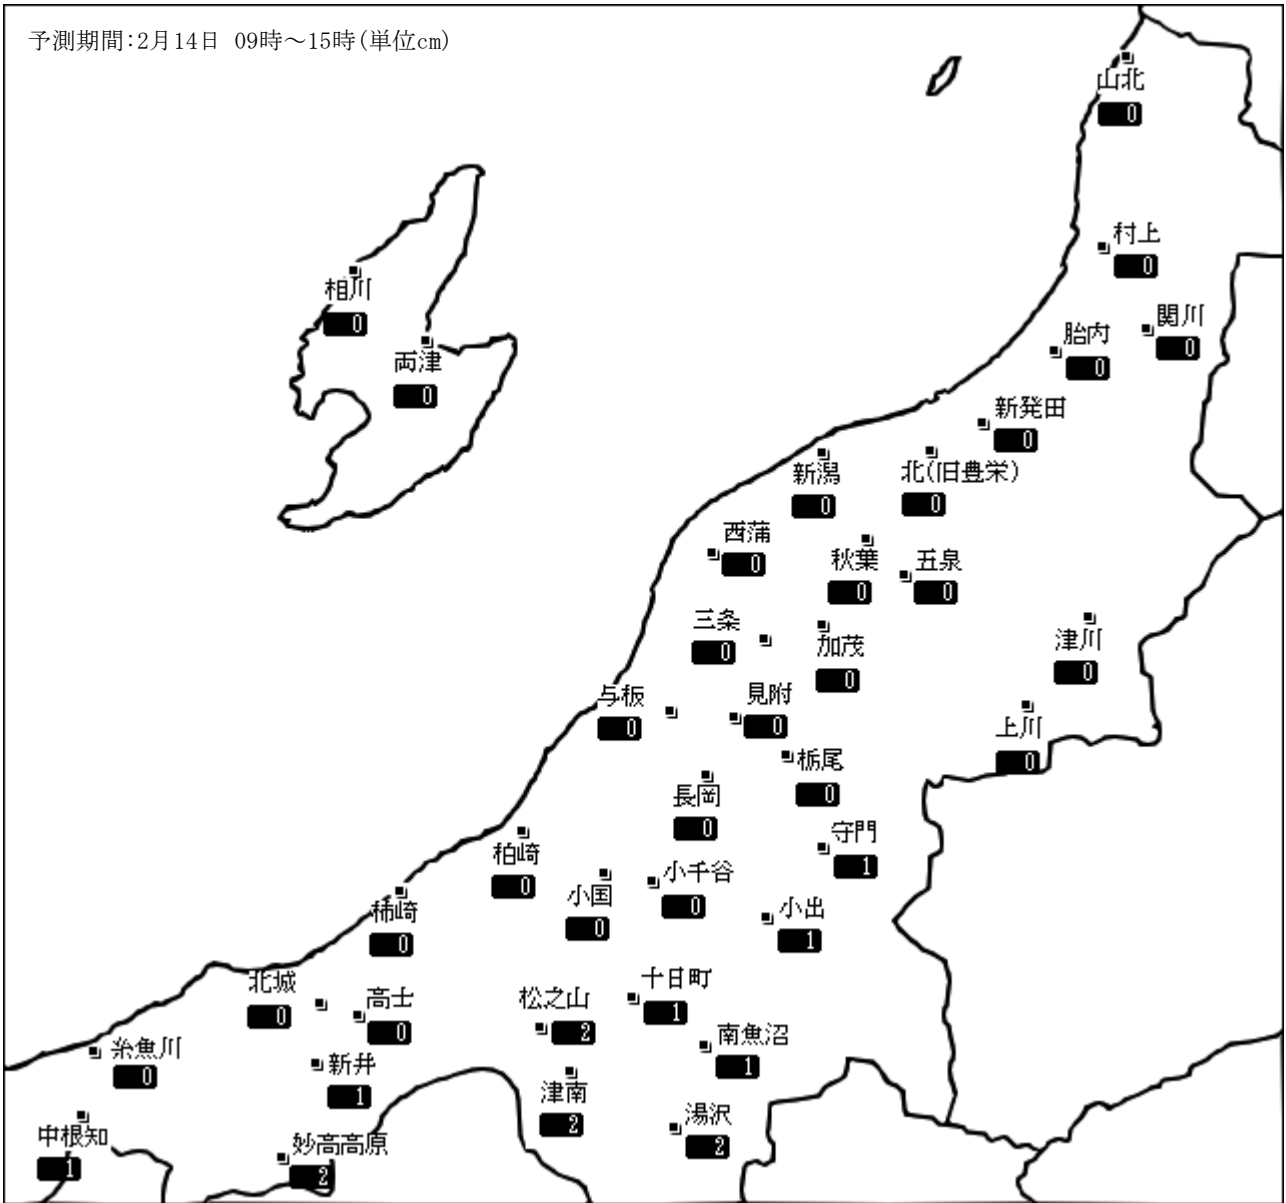 予測期間:2月14日 09時～15時(単位cm)
山北
0
村上
0
相川
0
関川
0
胎内
0
両津
0
新発田
0
新潟
0
北(旧豊栄)
0
西蒲
0
秋葉
0
五泉
0
三条
0
加茂
0
津川
0
与板
0
見附
0
上川
0
栃尾
0
長岡
0
守門
1
柏崎
0
小千谷
0
小国
0
小出
1
柿崎
0
北城
0
高士
0
松之山
2
十日町
1
南魚沼
1
糸魚川
0
新井
1
津南
2
湯沢
2
中根知
1
妙高高原
2